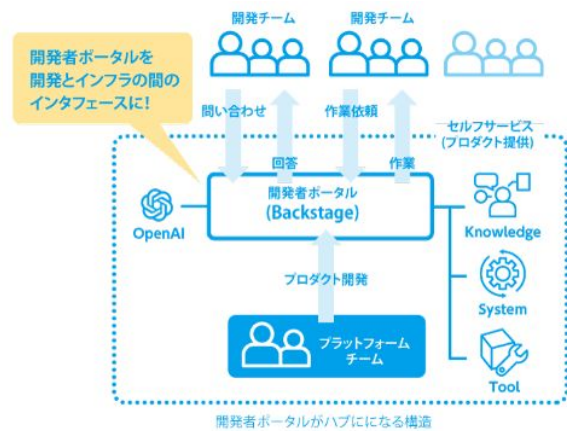 開発チーム
開発チーム
開発者ポータルを
開発とインフラの間の
インタフェースに!
問い合わせ
作業依頼
セルフサービス
(プロダクト提供)
回答
作業
開発者ポータル
(Backstage)
OpenAI
Knowledge
プロダクト開発
System
プラットフォーム
チーム
Tool
開発者ポータルがハブにになる構造